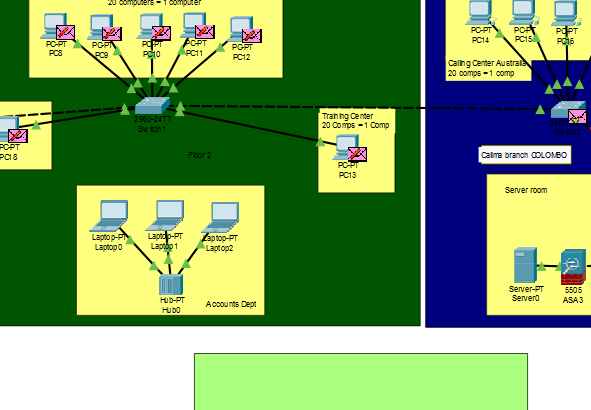 20 computers = 1 computer
PC-PT
PC8
PC-PT
PC9
PC-PT
PC10
PC-PT
PC11
PC-PT
PC12
PC-PT
PC14
PC-PT
PC15
PC-PT
PC16
Calling Center Australia
20 comps = 1 comp
2960-24TT
Switch1
Training Center
20 Comps = 1 Comp
PC-PT
PC18
PC-PT
PC13
Floor 2
Calima branch COLOMBO
Server room
Laptop-PT
Laptop0
Laptop-PT
Laptop1
Laptop-PT
Laptop2
Hub-PT
Hub0
Accounts Dept
Server-PT
Server0
5505
ASA3